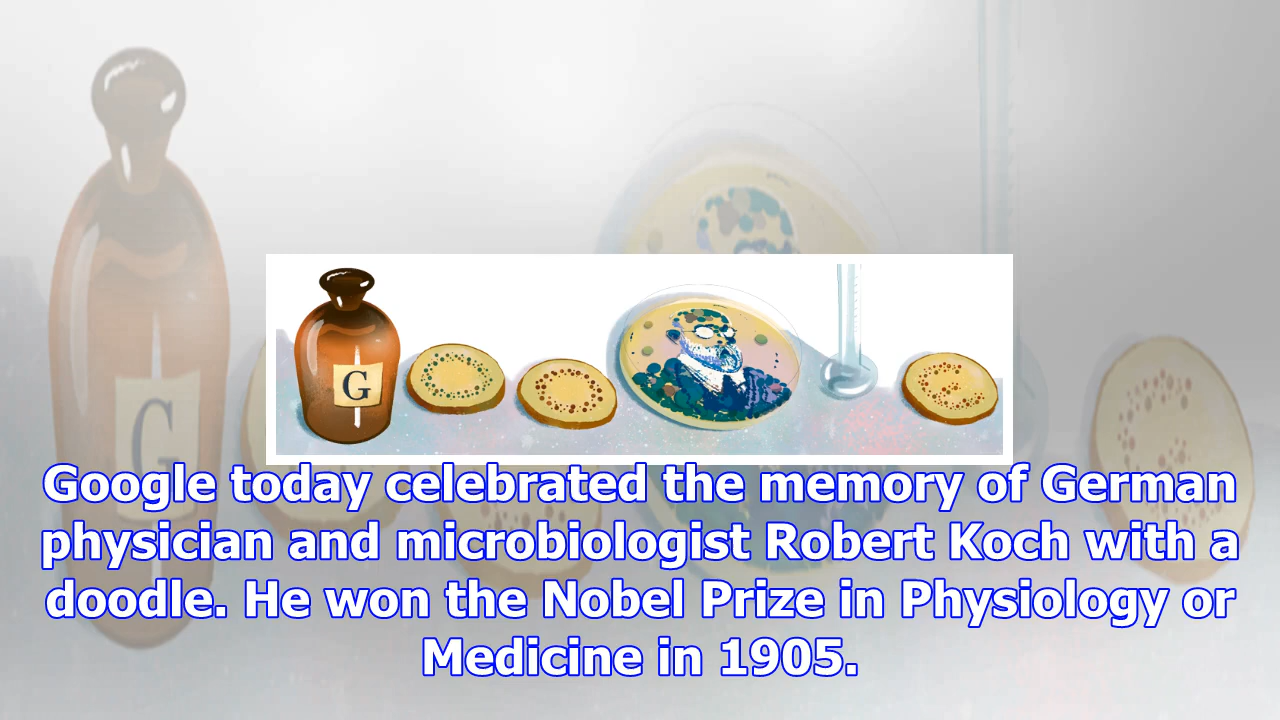 G
Google today celebrated the memory of German
physician and microbiologist Robert Koch with a
doodle. He won the Nobel Prize in Physiology or
Medicine in 1905.